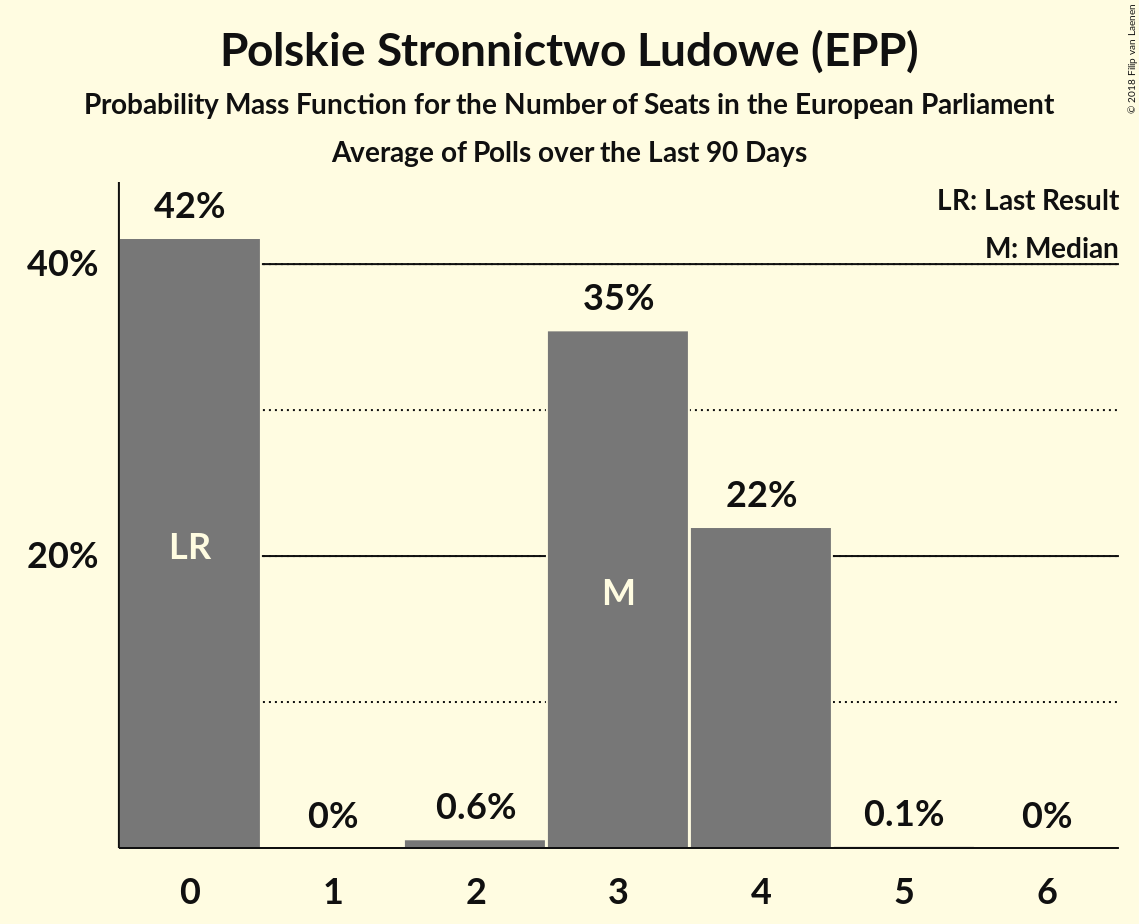 Polskie Stronnictwo Ludowe (EPP)
Probability Mass Function for the Number of Seats in the European Parliament
Average of Polls over the Last 90 Days
© 2018 Filip van Laenen
LR: Last Result
M: Median
42%
40%
35%
22%
LR
20%
M
0%
0.6%
0.1%
0%
0 1 2 3 4 5 6